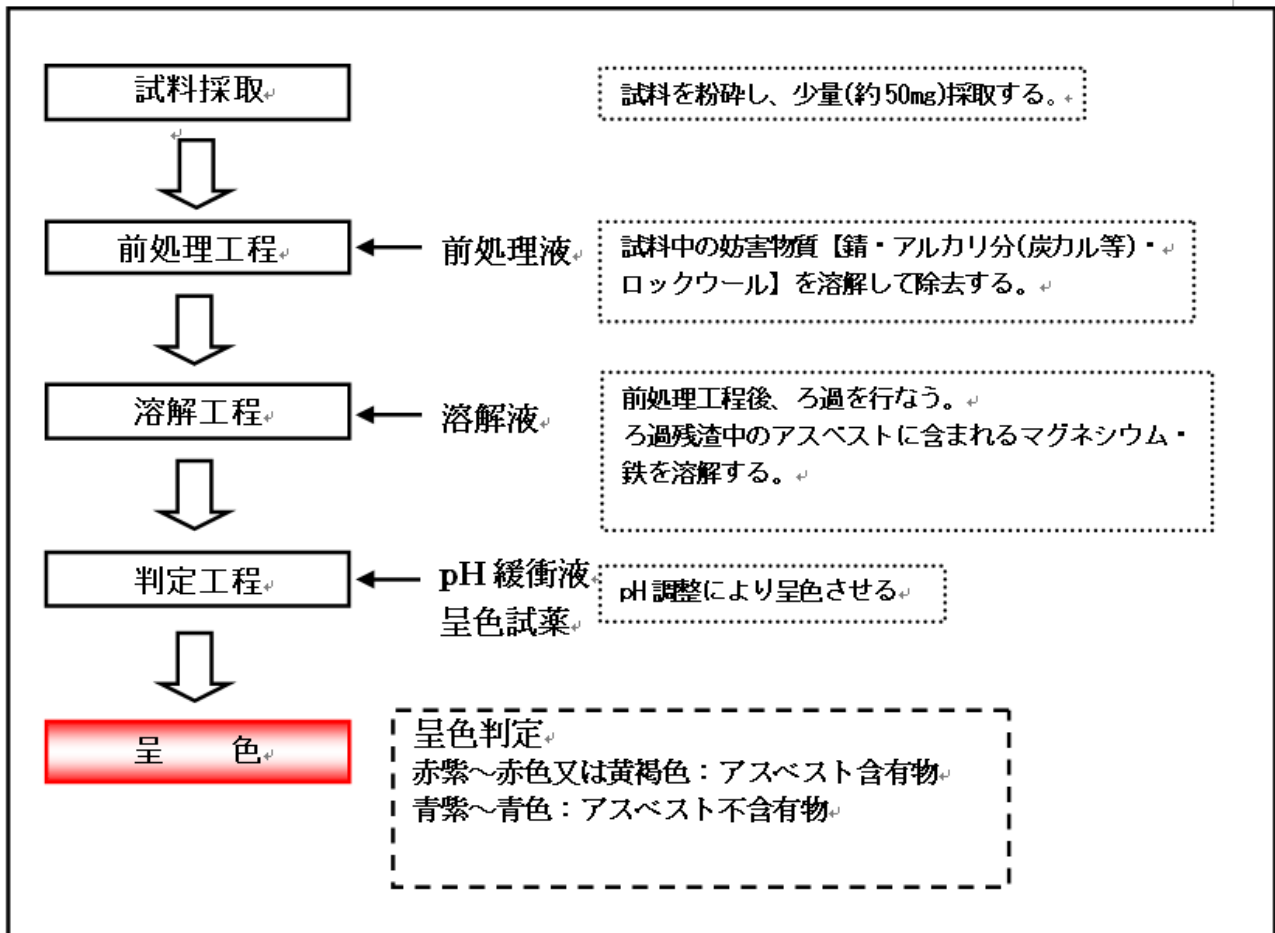 試料採取
試料を粉砕し、少量(約50mg)採取する。
前処理工程
前処理液
試料中の妨害物質【錆・アルカリ分(炭カル等)・
ロックウール】を溶解して除去する。
溶解工程
溶解液
前処理工程後、ろ過を行なう。
ろ過残渣中のアスベストに含まれるマグネシウム・
鉄を溶解する。
判定工程
pH緩衝液
呈色試薬
pH調整により呈色させる
呈　　色
呈色判定
赤紫～赤色又は黄褐色：アスベスト含有物
青紫～青色：アスベスト不含有物